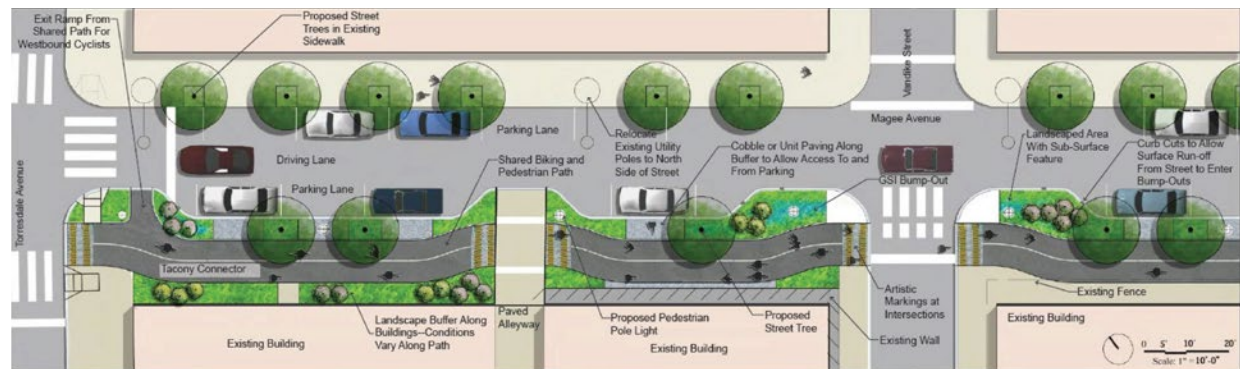 Exit Ramp From
Shared Path For
Westbound Cyclists
Proposed Street
Trees in Existing
Sidewalk
Torresdale Avenue
Driving Lane
Parking Lane
Parking Lane
Shared Biking and
Pedestrian Path
Relocate
Existing Utility
Poles to North
Side of Street
Cobble or Unit Paving Along
Buffer to Allow Access To and
From Parking
GSI Bump-Out
Vandike Street
Magee Avenue
Landscaped Area
With Sub-Surface
Feature
Curb Cuts to Allow
Surface Run-off
From Street to Enter
Bump-Outs
Tacony Connector
Landscape Buffer Along
Buildings--Conditions
Vary Along Path
Existing Building
Paved
Alleyway
Proposed Pedestrian
Pole Light
Existing Building
Proposed
Street Tree
Artistic
Markings at
Intersections
Existing Wall
Existing Fence
Existing Building
0 5' 10' 20'
Scale: 1" = 10'-0"